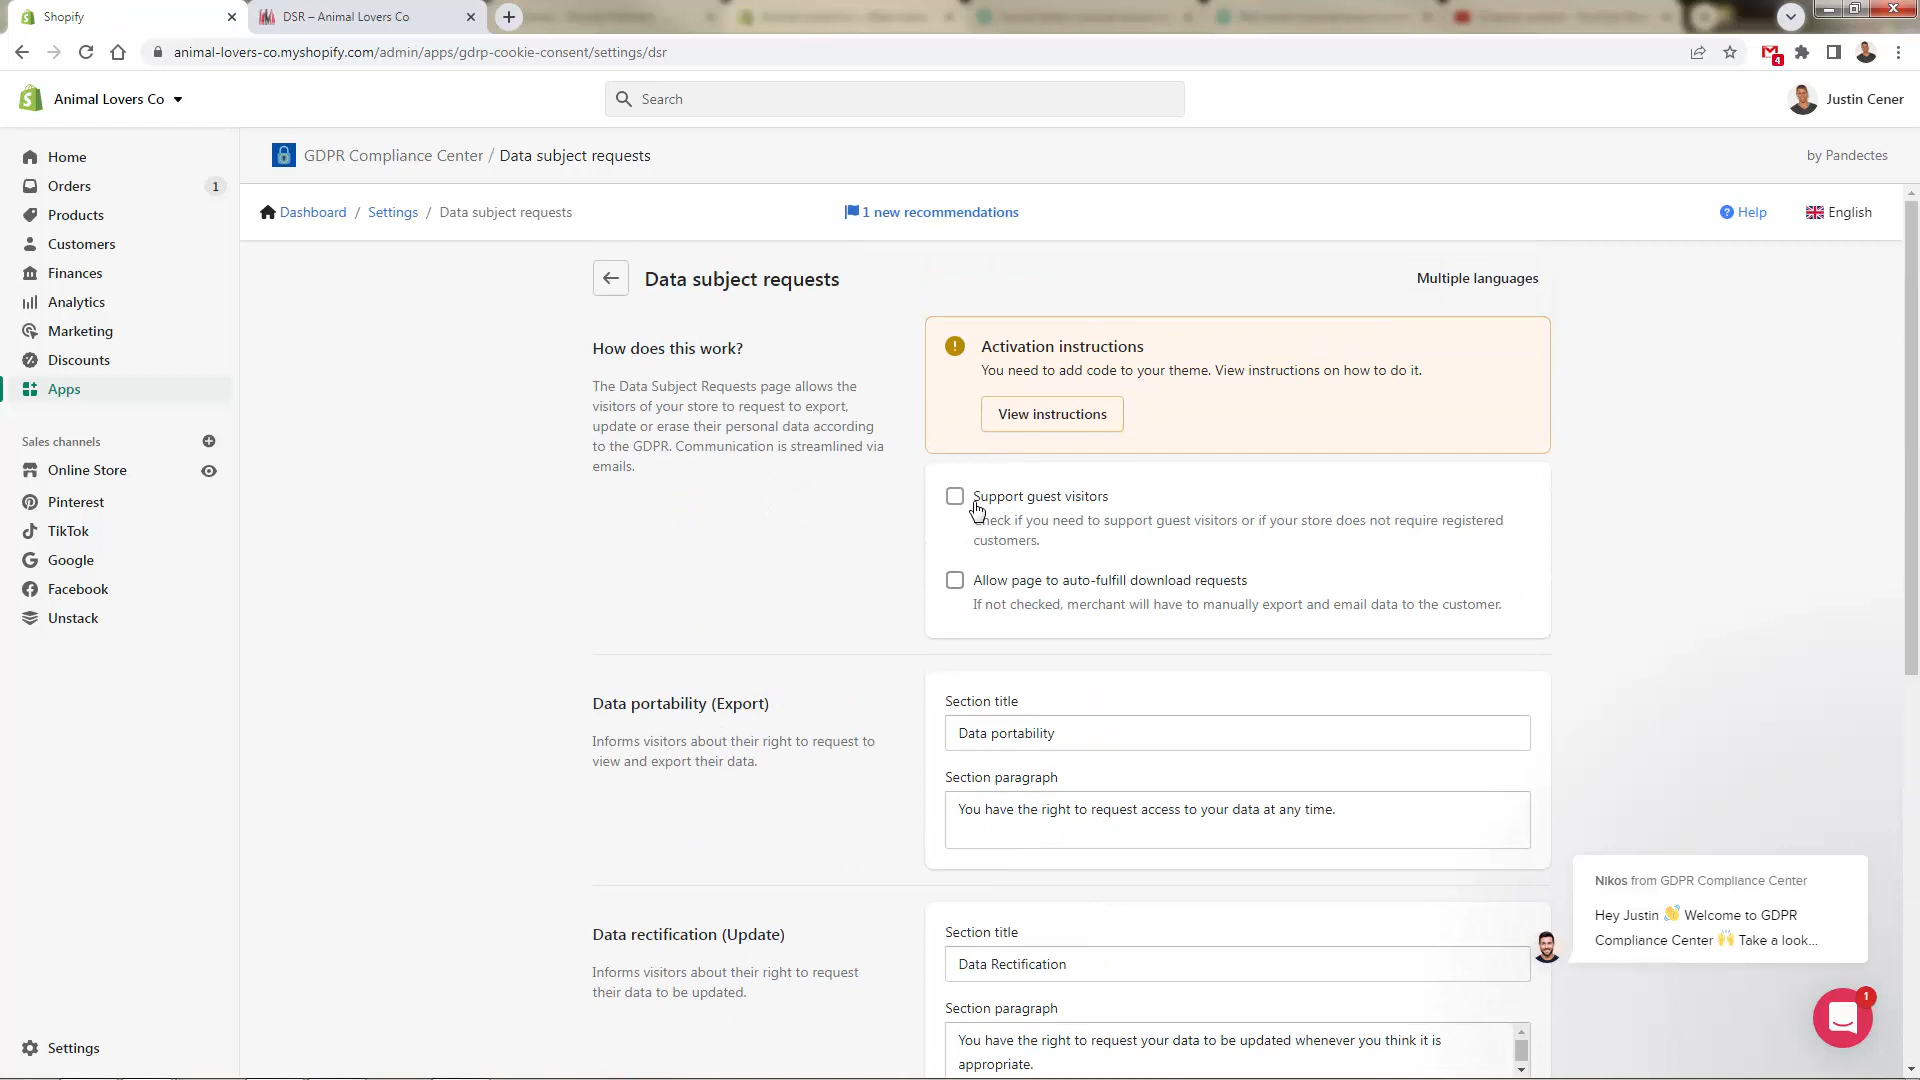 Shopify
DSR – Animal Lovers Co
animal-lovers-co.myshopify.com/admin/apps/gdrp-cookie-consent/settings/dsr
4
Animal Lovers Co
Search
Justin Cener
Home
Orders
1
Products
Customers
Finances
Analytics
Marketing
Discounts
Apps
Sales channels
Online Store
Pinterest
TikTok
Google
Facebook
Unstack
Settings
GDPR Compliance Center / Data subject requests
by Pandectes
Dashboard / Settings / Data subject requests
1 new recommendations
Help
English
Data subject requests
Multiple languages
How does this work?
The Data Subject Requests page allows the
visitors of your store to request to export,
update or erase their personal data according
to the GDPR. Communication is streamlined via
emails.
Activation instructions
You need to add code to your theme. View instructions on how to do it.
View instructions
Support guest visitors
Check if you need to support guest visitors or if your store does not require registered
customers.
Allow page to auto-fulfill download requests
If not checked, merchant will have to manually export and email data to the customer.
Data portability (Export)
Informs visitors about their right to request to
view and export their data.
Section title
Data portability
Section paragraph
You have the right to request access to your data at any time.
Data rectification (Update)
Informs visitors about their right to request
their data to be updated.
Section title
Data Rectification
Section paragraph
You have the right to request your data to be updated whenever you think it is
appropriate.
Nikos from GDPR Compliance Center
Hey Justin 👋 Welcome to GDPR
Compliance Center 🙌 Take a look...
1